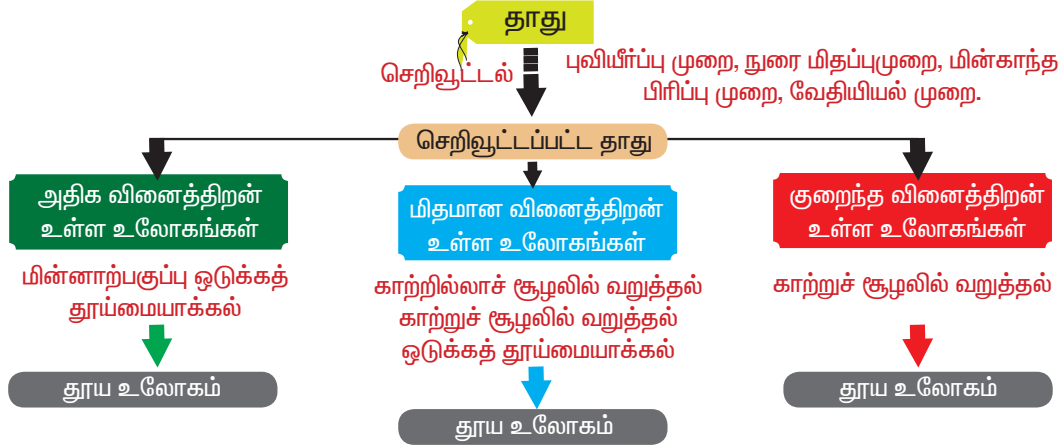 தாது
செறிவூட்டல்
புவியீர்ப்பு முறை, நுரை மிதப்புமுறை, மின்காந்த
பிரிப்பு முறை, வேதியியல் முறை.
செறிவூட்டப்பட்ட தாது
அதிக வினைத்திறன்
உள்ள உலோகங்கள்
மின்னாற்பகுப்பு ஒடுக்கத்
தூய்மையாக்கல்
தூய உலோகம்
மிதமான வினைத்திறன்
உள்ள உலோகங்கள்
காற்றில்லாச் சூழலில் வறுத்தல்
காற்றுச் சூழலில் வறுத்தல்
ஒடுக்கத் தூய்மையாக்கல்
தூய உலோகம்
குறைந்த வினைத்திறன்
உள்ள உலோகங்கள்
காற்றுச் சூழலில் வறுத்தல்
தூய உலோகம்